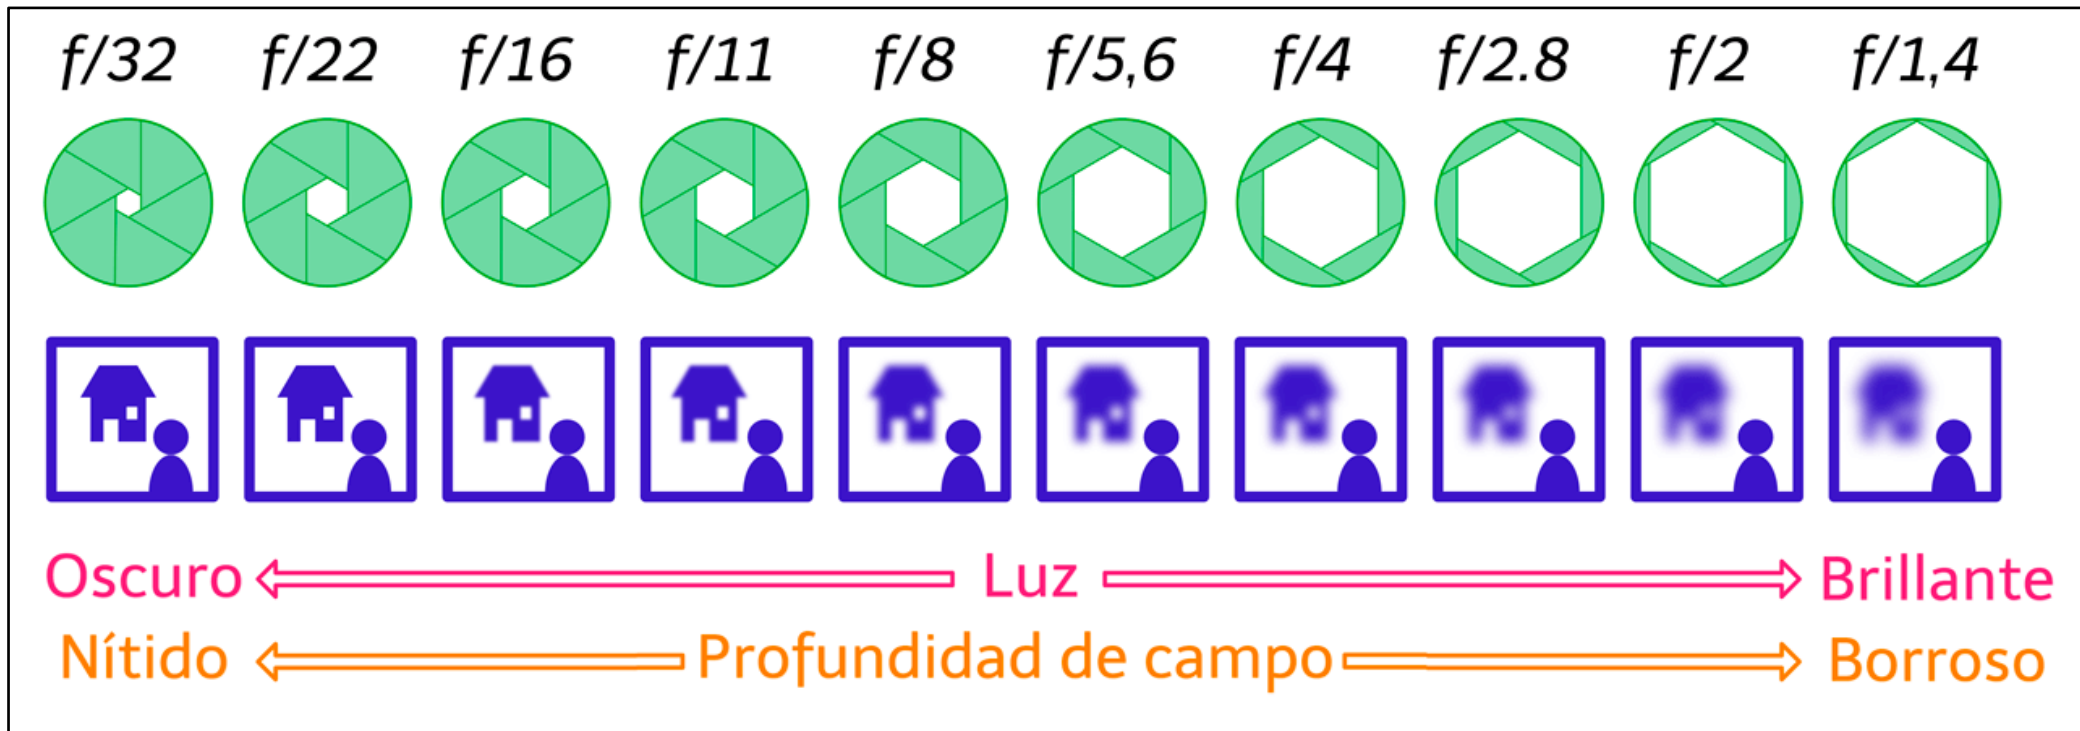 f/32 f/22 f/16 f/11 f/8 f/5,6 f/4 f/2.8 f/2 f/1,4
Oscuro Luz Brillante
Nítido Profundidad de campo Borroso